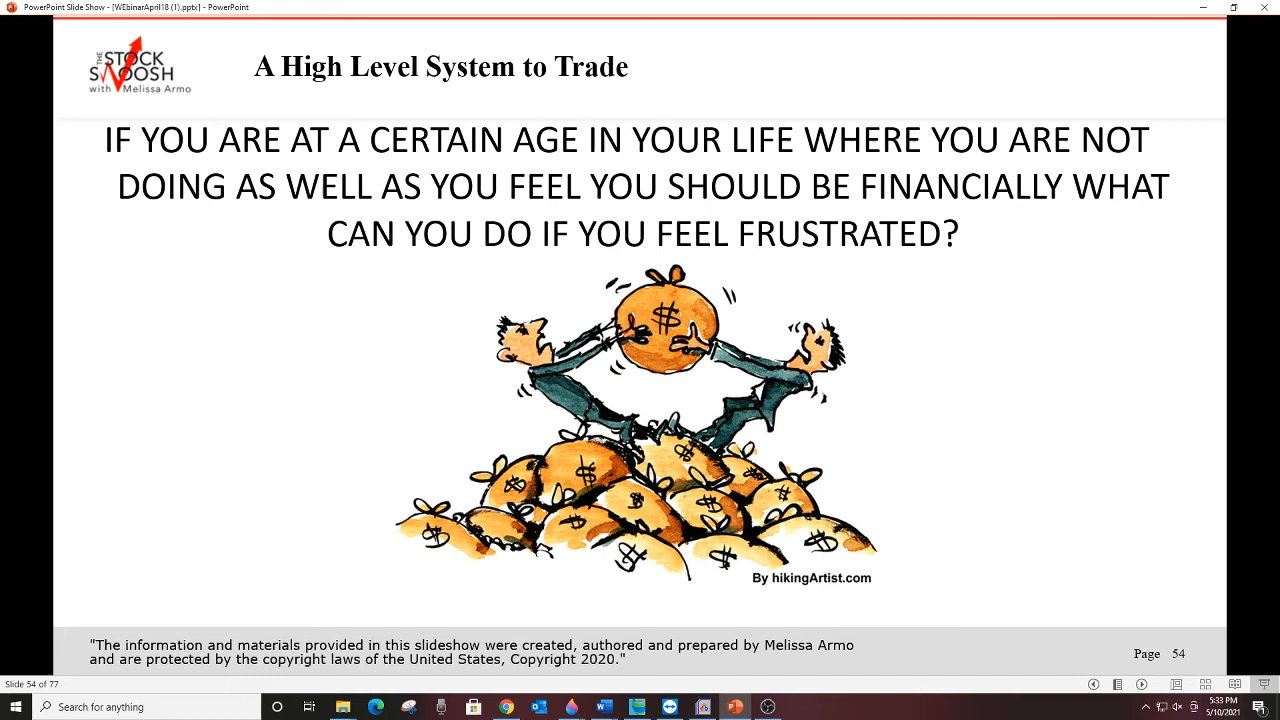 PowerPoint Slide Show - [WEbinarApril18 (1).pptx] - PowerPoint
THE
STOCK
SWOOSH
with Melissa Armo
A High Level System to Trade
IF YOU ARE AT A CERTAIN AGE IN YOUR LIFE WHERE YOU ARE NOT
DOING AS WELL AS YOU FEEL YOU SHOULD BE FINANCIALLY WHAT
CAN YOU DO IF YOU FEEL FRUSTRATED?
$
$ $ $
$ $ $ $ $
$ $ $ $
By hikingArtist.com
"The information and materials provided in this slideshow were created, authored and prepared by Melissa Armo
and are protected by the copyright laws of the United States, Copyright 2020."
Page 54
Slide 54 of 77
Search for anything
5:33 PM
5/10/2021